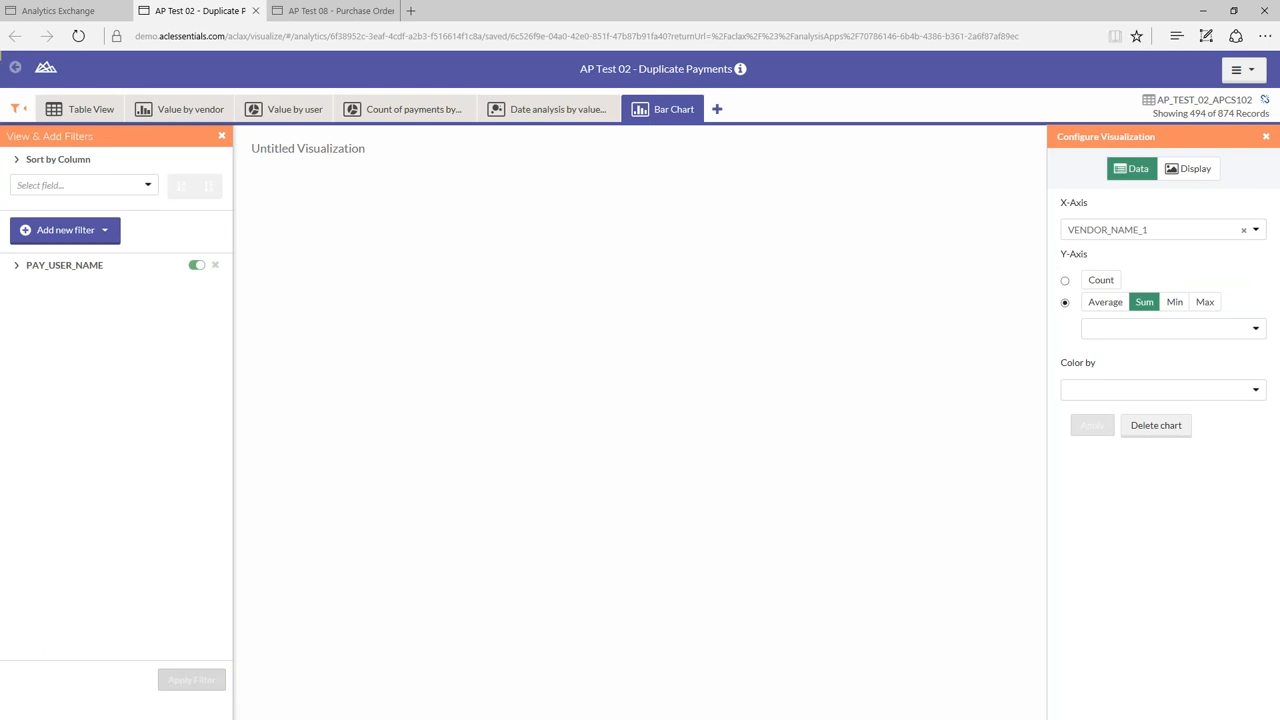 Analytics Exchange
AP Test 02 - Duplicate P
AP Test 08 - Purchase Order
demo.aclessentials.com/aclax/visualize/#/analytics/6f38952c-3eaf-4cdf-a2b3-f516614f1c8a/saved/6c526f9e-04a0-42e0-851f-47b87b91fa40?returnUrl=%2Faclax%2F%23%2FanalysisApps%2F70786146-6b4b-4386-b361-2a6f87af89ec
AP Test 02 - Duplicate Payments
Table View
Value by vendor
Value by user
Count of payments by...
Date analysis by value...
Bar Chart
AP_TEST_02_APCS102
Showing 494 of 874 Records
View & Add Filters
Sort by Column
Select field...
Add new filter
PAY_USER_NAME
Apply Filter
Untitled Visualization
Configure Visualization
Data
Display
X-Axis
VENDOR_NAME_1
Y-Axis
Count
Average
Sum
Min
Max
Color by
Apply
Delete chart